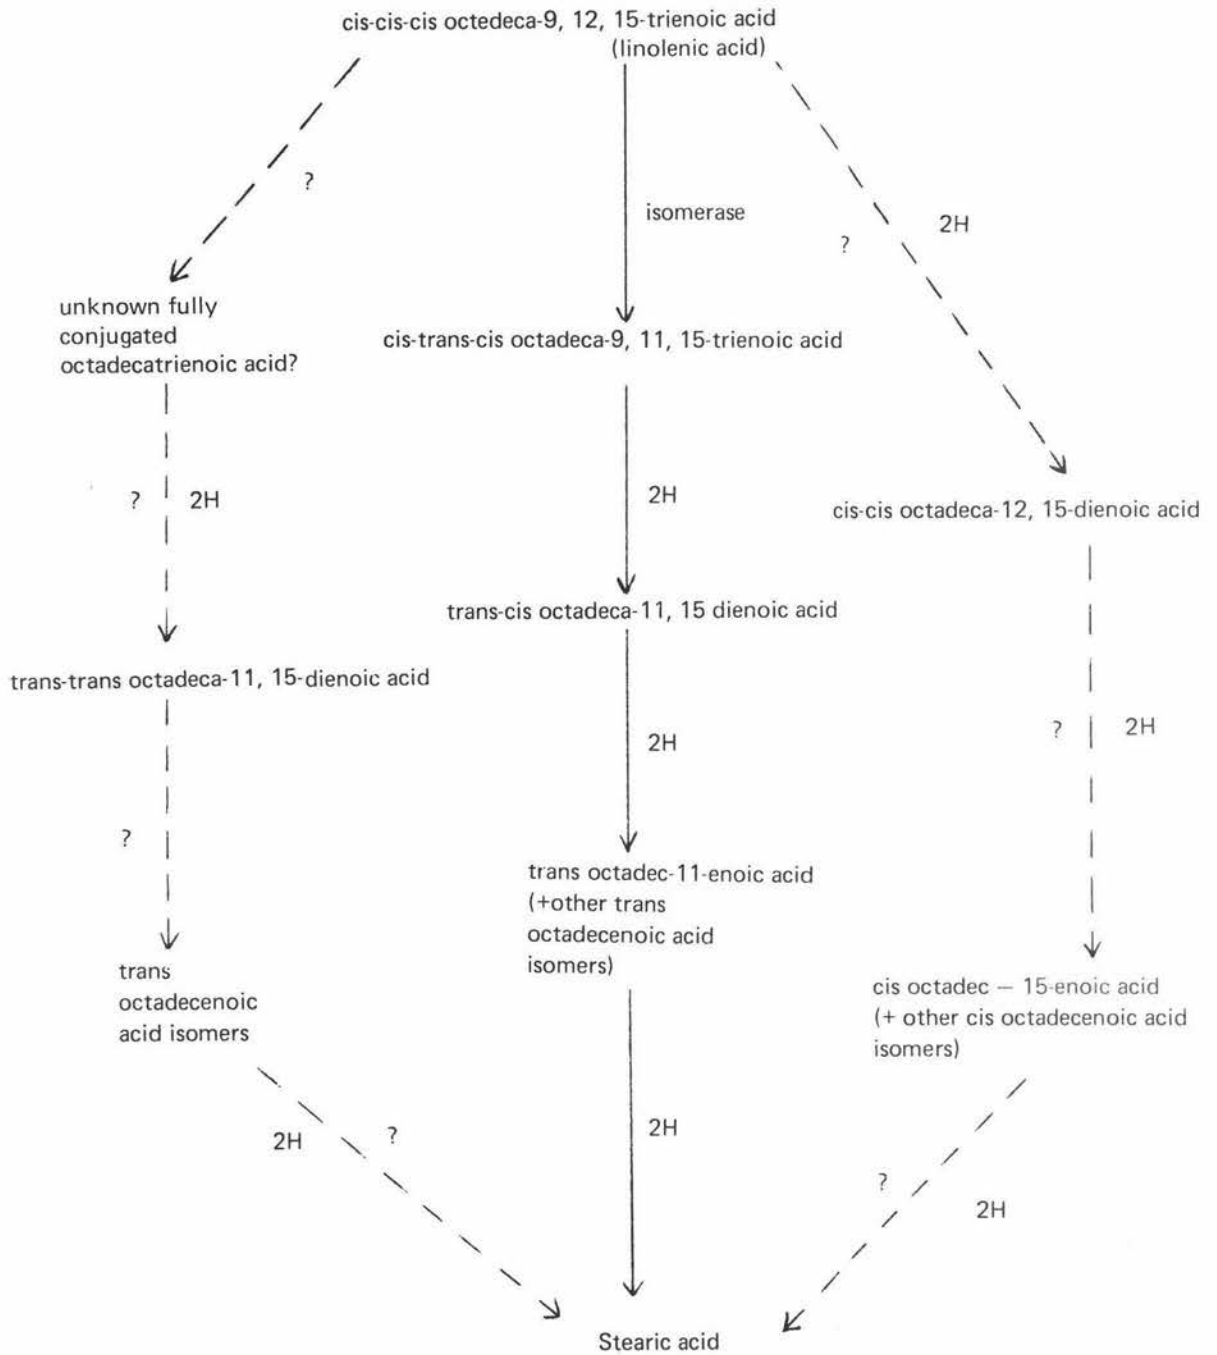 cis-cis-cis octedeca-9, 12, 15-trienoic acid
(linolenic acid)
?
isomerase
2H
?
unknown fully
conjugated
octadecatrienoic acid?
cis-trans-cis octadeca-9, 11, 15-trienoic acid
? 2H
2H
cis-cis octadeca-12, 15-dienoic acid
trans-cis octadeca-11, 15 dienoic acid
trans-trans octadeca-11, 15-dienoic acid
2H
? 2H
?
trans octadec-11-enoic acid
(+other trans
octadecenoic acid
isomers)
trans
octadecenoic
acid isomers
cis octadec – 15-enoic acid
(+ other cis octadecenoic acid
isomers)
2H ?
2H
?
2H
Stearic acid